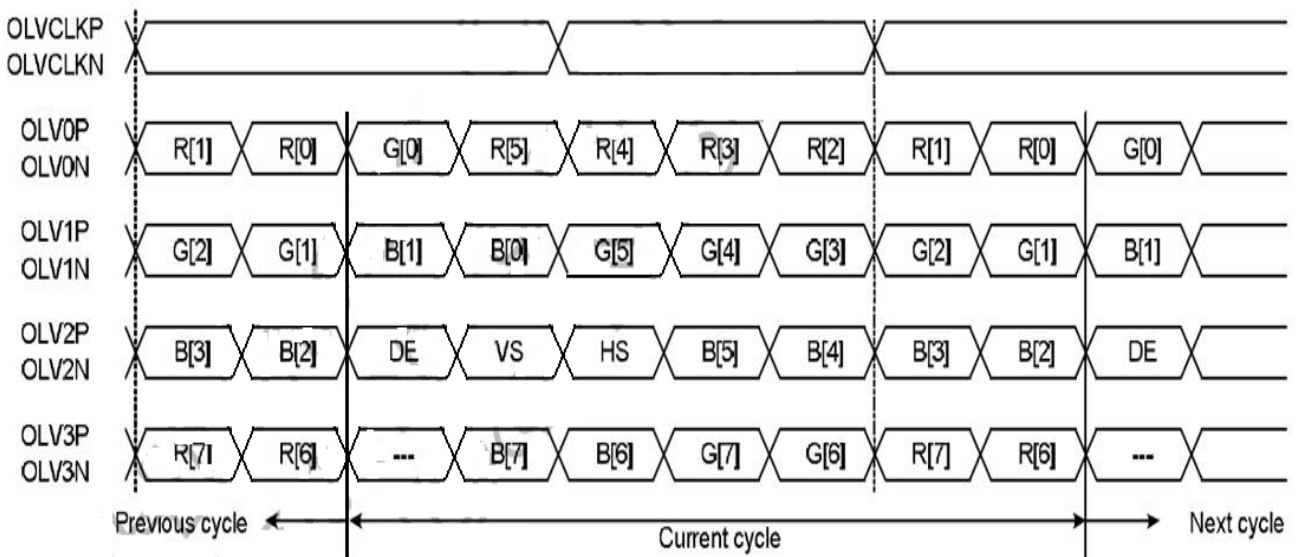 OLVCLKP
OLVCLKN
OLV0P
OLV0N
R[1] R[0] G[0] R[5] R[4] R[3] R[2] R[1] R[0] G[0]
OLV1P
OLV1N
G[2] G[1] B[1] B[0] G[5] G[4] G[3] G[2] G[1] B[1]
OLV2P
OLV2N
B[3] B[2] DE VS HS B[5] B[4] B[3] B[2] DE
OLV3P
OLV3N
R[7] R[6] --- B[7] B[6] G[7] G[6] R[7] R[6] ---
Previous cycle Current cycle Next cycle